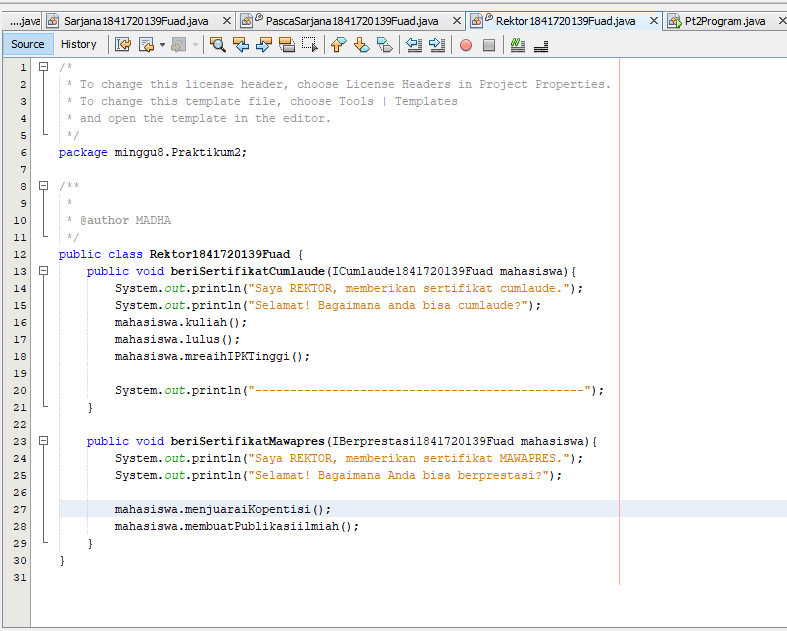 ....java Sarjana1841720139Fuad.java PascaSarjana1841720139Fuad.java Rektor1841720139Fuad.java Pt2Program.java
Source History
1 /*
2 * To change this license header, choose License Headers in Project Properties.
3 * To change this template file, choose Tools | Templates
4 * and open the template in the editor.
5 */
6 package minggu8.Praktikum2;
7
8 /**
9 *
10 * @author MADHA
11 */
12 public class Rektor1841720139Fuad {
13 public void beriSertifikatCumlaude(ICumlaude1841720139Fuad mahasiswa){
14 System.out.println("Saya REKTOR, memberikan sertifikat cumlaude.");
15 System.out.println("Selamat! Bagaimana anda bisa cumlaude?");
16 mahasiswa.kuliah();
17 mahasiswa.lulus();
18 mahasiswa.mreaihIPKTinggi();
19
20 System.out.println("-----------------------------------------------");
21 }
22
23 public void beriSertifikatMawapres(IBerprestasi1841720139Fuad mahasiswa){
24 System.out.println("Saya REKTOR, memberikan sertifikat MAWAPRES.");
25 System.out.println("Selamat! Bagaimana Anda bisa berprestasi?");
26
27 mahasiswa.menjuaraiKopentisi();
28 mahasiswa.membuatPublikasiilmiah();
29 }
30 }
31